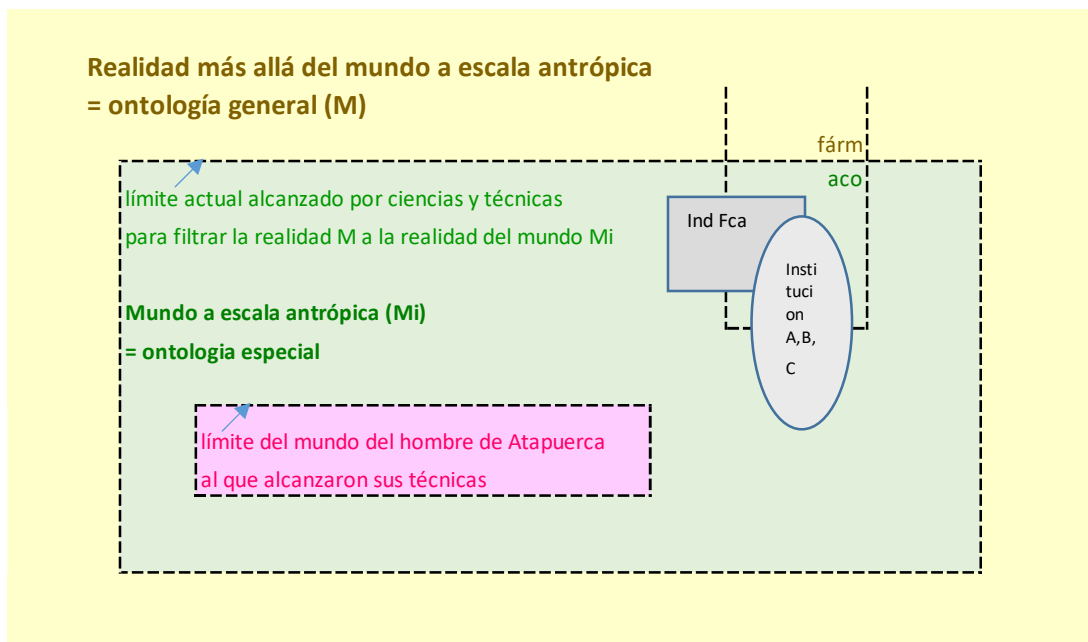 Realidad más allá del mundo a escala antrópica
= ontología general (M)
fárm
aco
límite actual alcanzado por ciencias y técnicas
para filtrar la realidad M a la realidad del mundo Mi
Ind Fca
Insti
tuci
on
A,B,
C
Mundo a escala antrópica (Mi)
= ontologia especial
límite del mundo del hombre de Atapuerca
al que alcanzaron sus técnicas